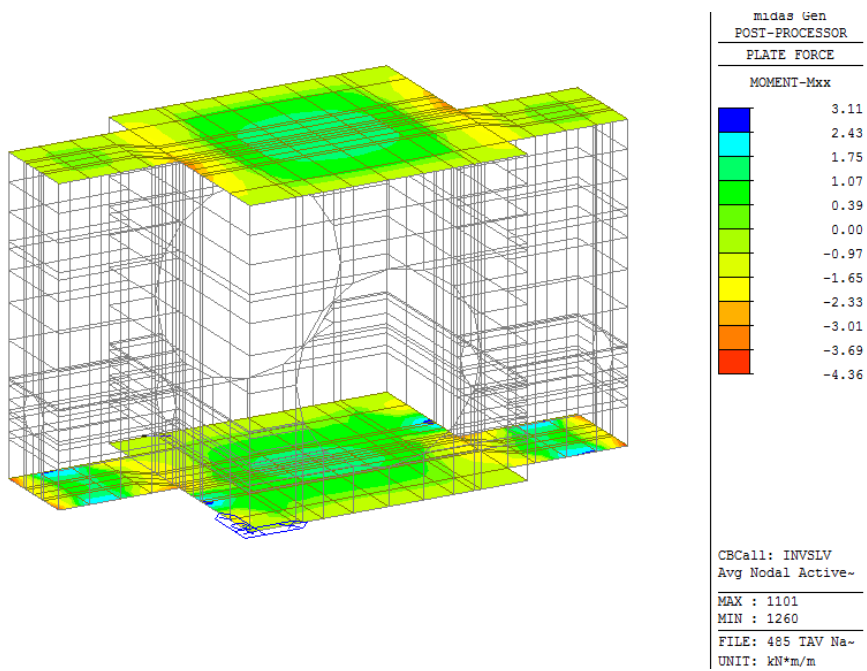 midas Gen
POST-PROCESSOR
PLATE FORCE
MOMENT-Mxx
3.11
2.43
1.75
1.07
0.39
0.00
-0.97
-1.65
-2.33
-3.01
-3.69
-4.36
CBCall: INVSLV
Avg Nodal Active~
MAX : 1101
MIN : 1260
FILE: 485 TAV Na~
UNIT: kN*m/m